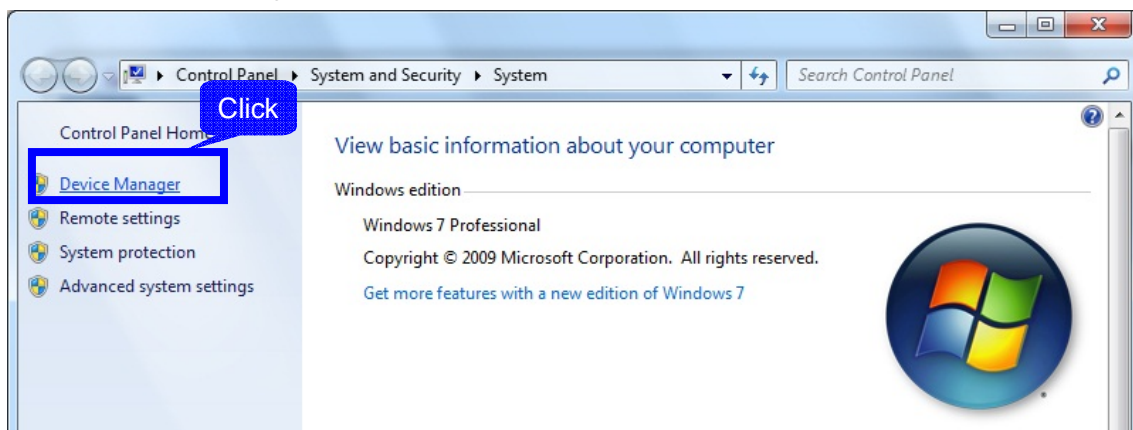 Control Panel ▸ System and Security ▸ System
Search Control Panel
Click
Control Panel Home
Device Manager
Remote settings
System protection
Advanced system settings
View basic information about your computer
Windows edition
Windows 7 Professional
Copyright © 2009 Microsoft Corporation. All rights reserved.
Get more features with a new edition of Windows 7